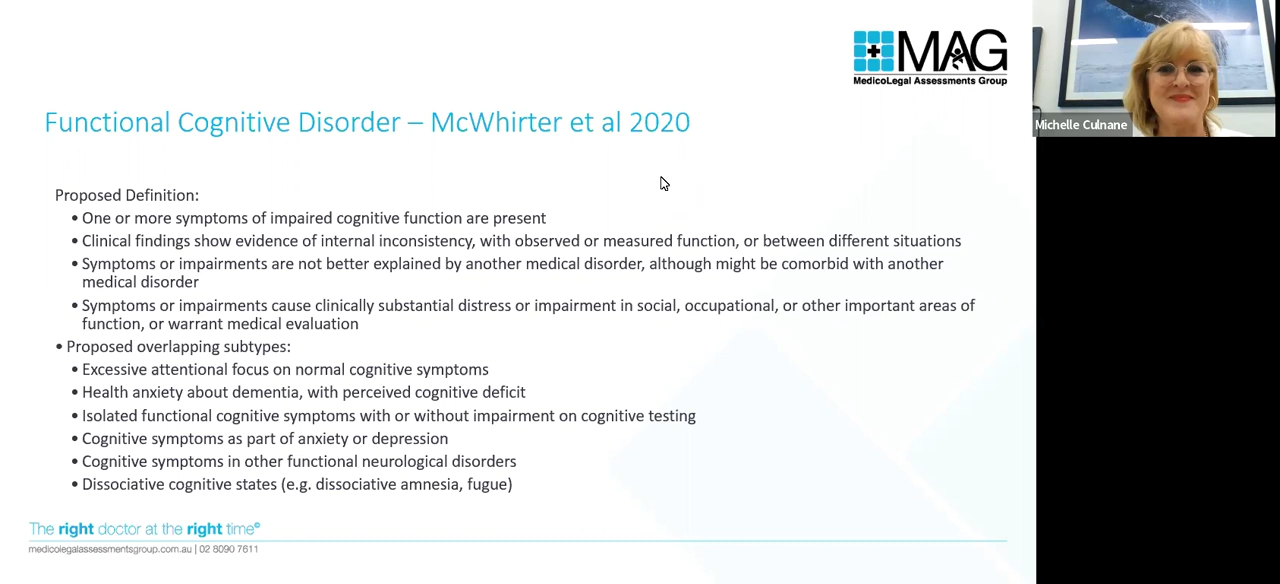 MAG
MedicoLegal Assessments Group
Functional Cognitive Disorder – McWhirter et al 2020
Michelle Culnane
Proposed Definition:
• One or more symptoms of impaired cognitive function are present
• Clinical findings show evidence of internal inconsistency, with observed or measured function, or between different situations
• Symptoms or impairments are not better explained by another medical disorder, although might be comorbid with another
medical disorder
• Symptoms or impairments cause clinically substantial distress or impairment in social, occupational, or other important areas of
function, or warrant medical evaluation
• Proposed overlapping subtypes:
• Excessive attentional focus on normal cognitive symptoms
• Health anxiety about dementia, with perceived cognitive deficit
• Isolated functional cognitive symptoms with or without impairment on cognitive testing
• Cognitive symptoms as part of anxiety or depression
• Cognitive symptoms in other functional neurological disorders
• Dissociative cognitive states (e.g. dissociative amnesia, fugue)
The right doctor at the right time©
medicolegalassessmentsgroup.com.au | 02 8090 7611